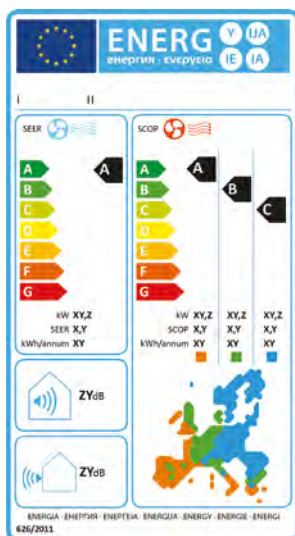 ENERG Y IJA
енергия · ενεργεια IE IA
I II
SEER SCOP
A A A A
B B B
C C C
D D
E E
F F
G G
kW XY,Z kW XY,Z XY,Z XY,Z
SEER X,Y SCOP X,Y X,Y X,Y
kWh/annum XY kWh/annum XY XY XY
ZYdB
ZYdB
ENERGIA · ЕНЕРГИЯ · ΕΝΕΡΓΕΙΑ · ENERGIJA · ENERGY · ENERGIE · ENERGI
626/2011